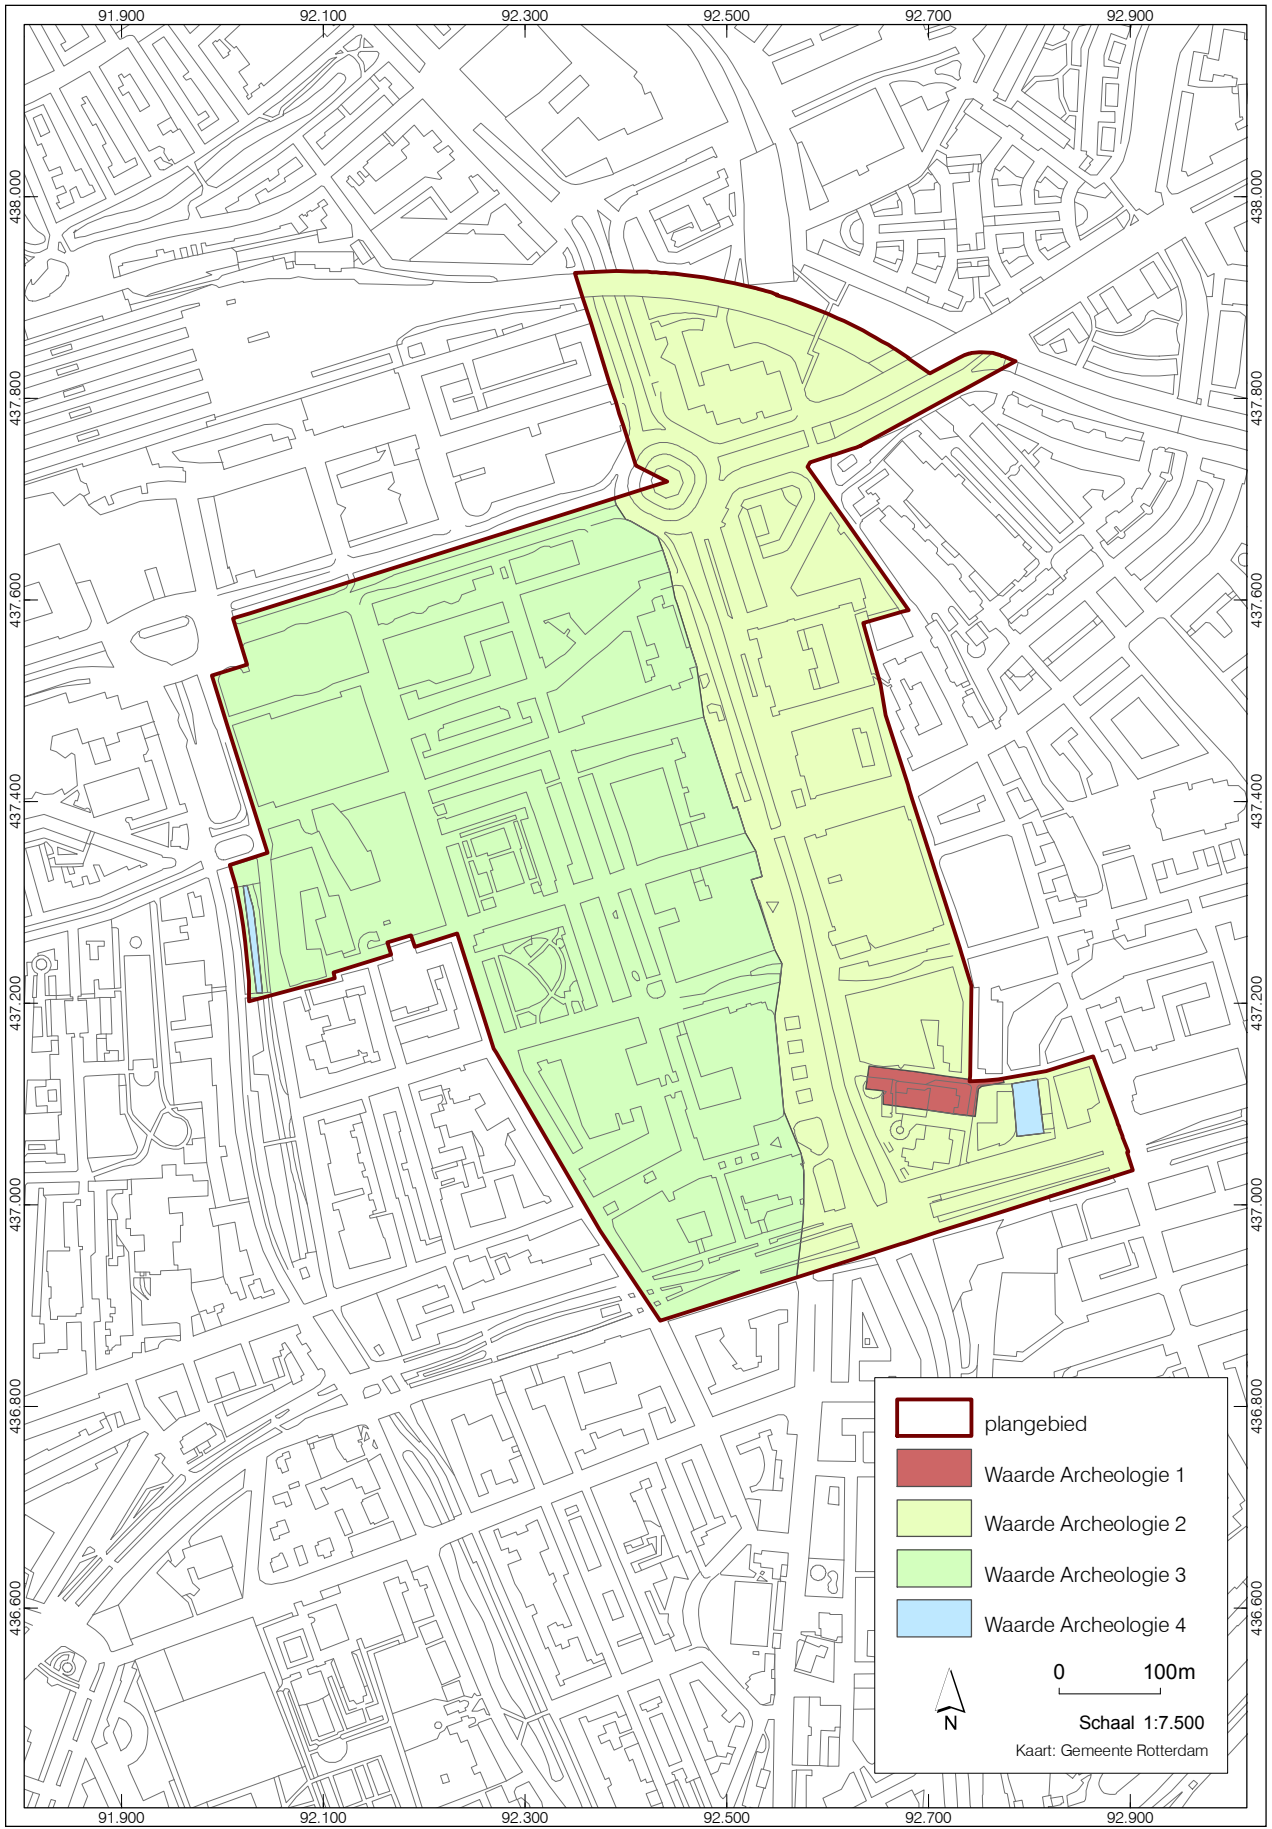 91.900 92.100 92.300 92.500 92.700 92.900
438.000 438.000
437.800 437.800
437.600 437.600
437.400 437.400
437.200 437.200
437.000 437.000
436.800 436.800
436.600 436.600
plangebied
Waarde Archeologie 1
Waarde Archeologie 2
Waarde Archeologie 3
Waarde Archeologie 4
0 100m
N
Schaal 1:7.500
Kaart: Gemeente Rotterdam
91.900 92.100 92.300 92.500 92.700 92.900